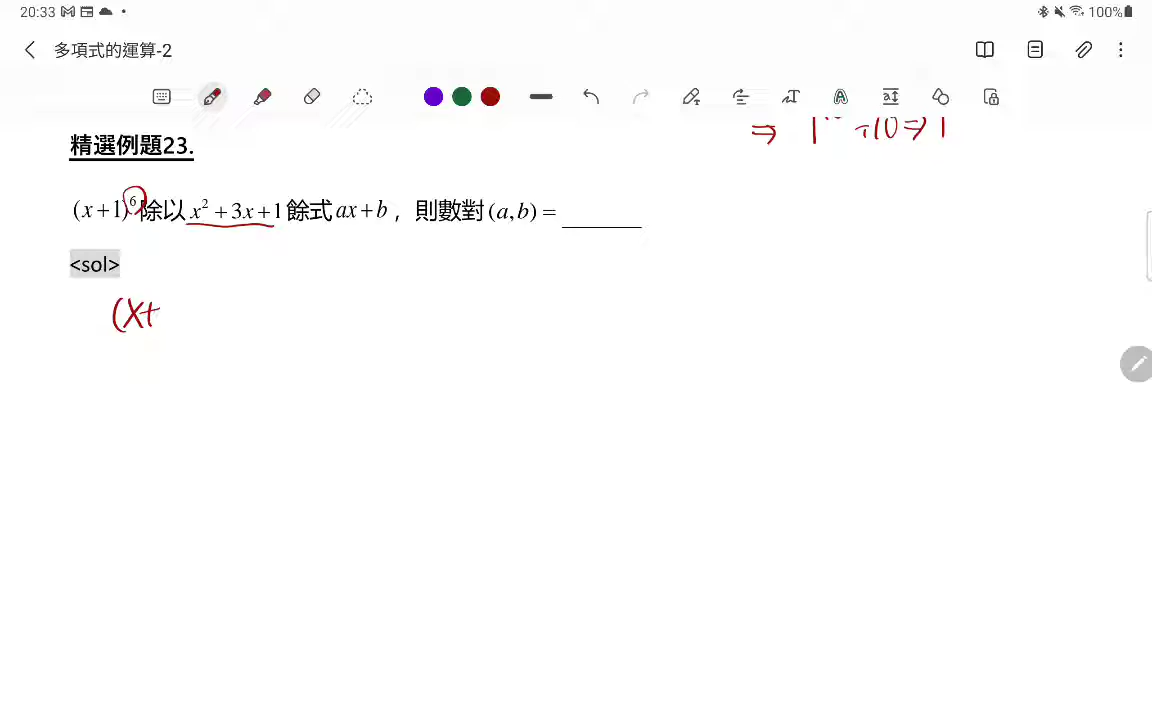 20:33
100%
多項式的運算-2
精選例題23.
(x+1)⁶除以x²+3x+1餘式ax+b，則數對(a,b)=______
<sol>
(x+